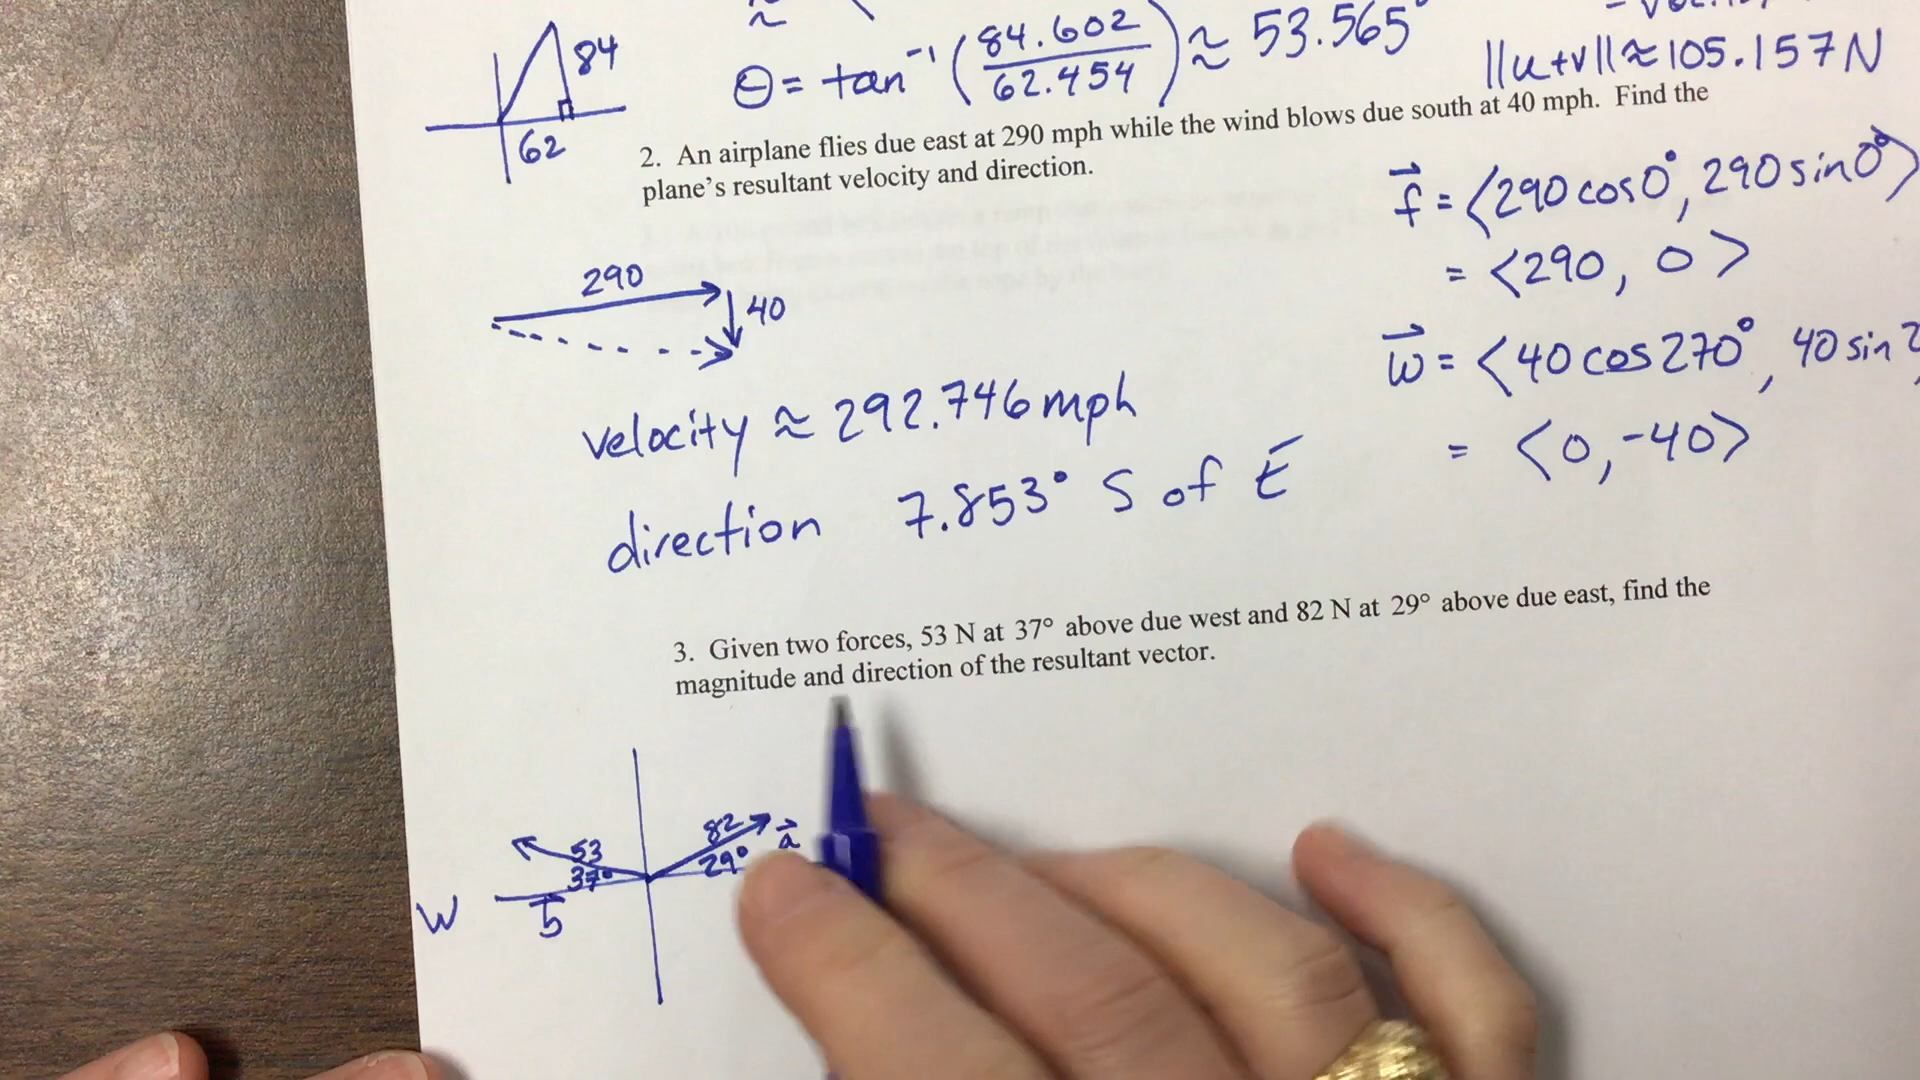 84
62
θ = tan⁻¹ (84.602/62.454) ≈ 53.565°
||u+v|| ≈ 105.157 N
2. An airplane flies due east at 290 mph while the wind blows due south at 40 mph. Find the
plane's resultant velocity and direction.
f⃗ = ⟨290 cos 0°, 290 sin 0°⟩
= ⟨290, 0⟩
290
40
w⃗ = ⟨40 cos 270°, 40 sin
= ⟨0, -40⟩
velocity ≈ 292.746 mph
direction 7.853° S of E
3. Given two forces, 53 N at 37° above due west and 82 N at 29° above due east, find the
magnitude and direction of the resultant vector.
53
37°
82
29°
a⃗
W
b